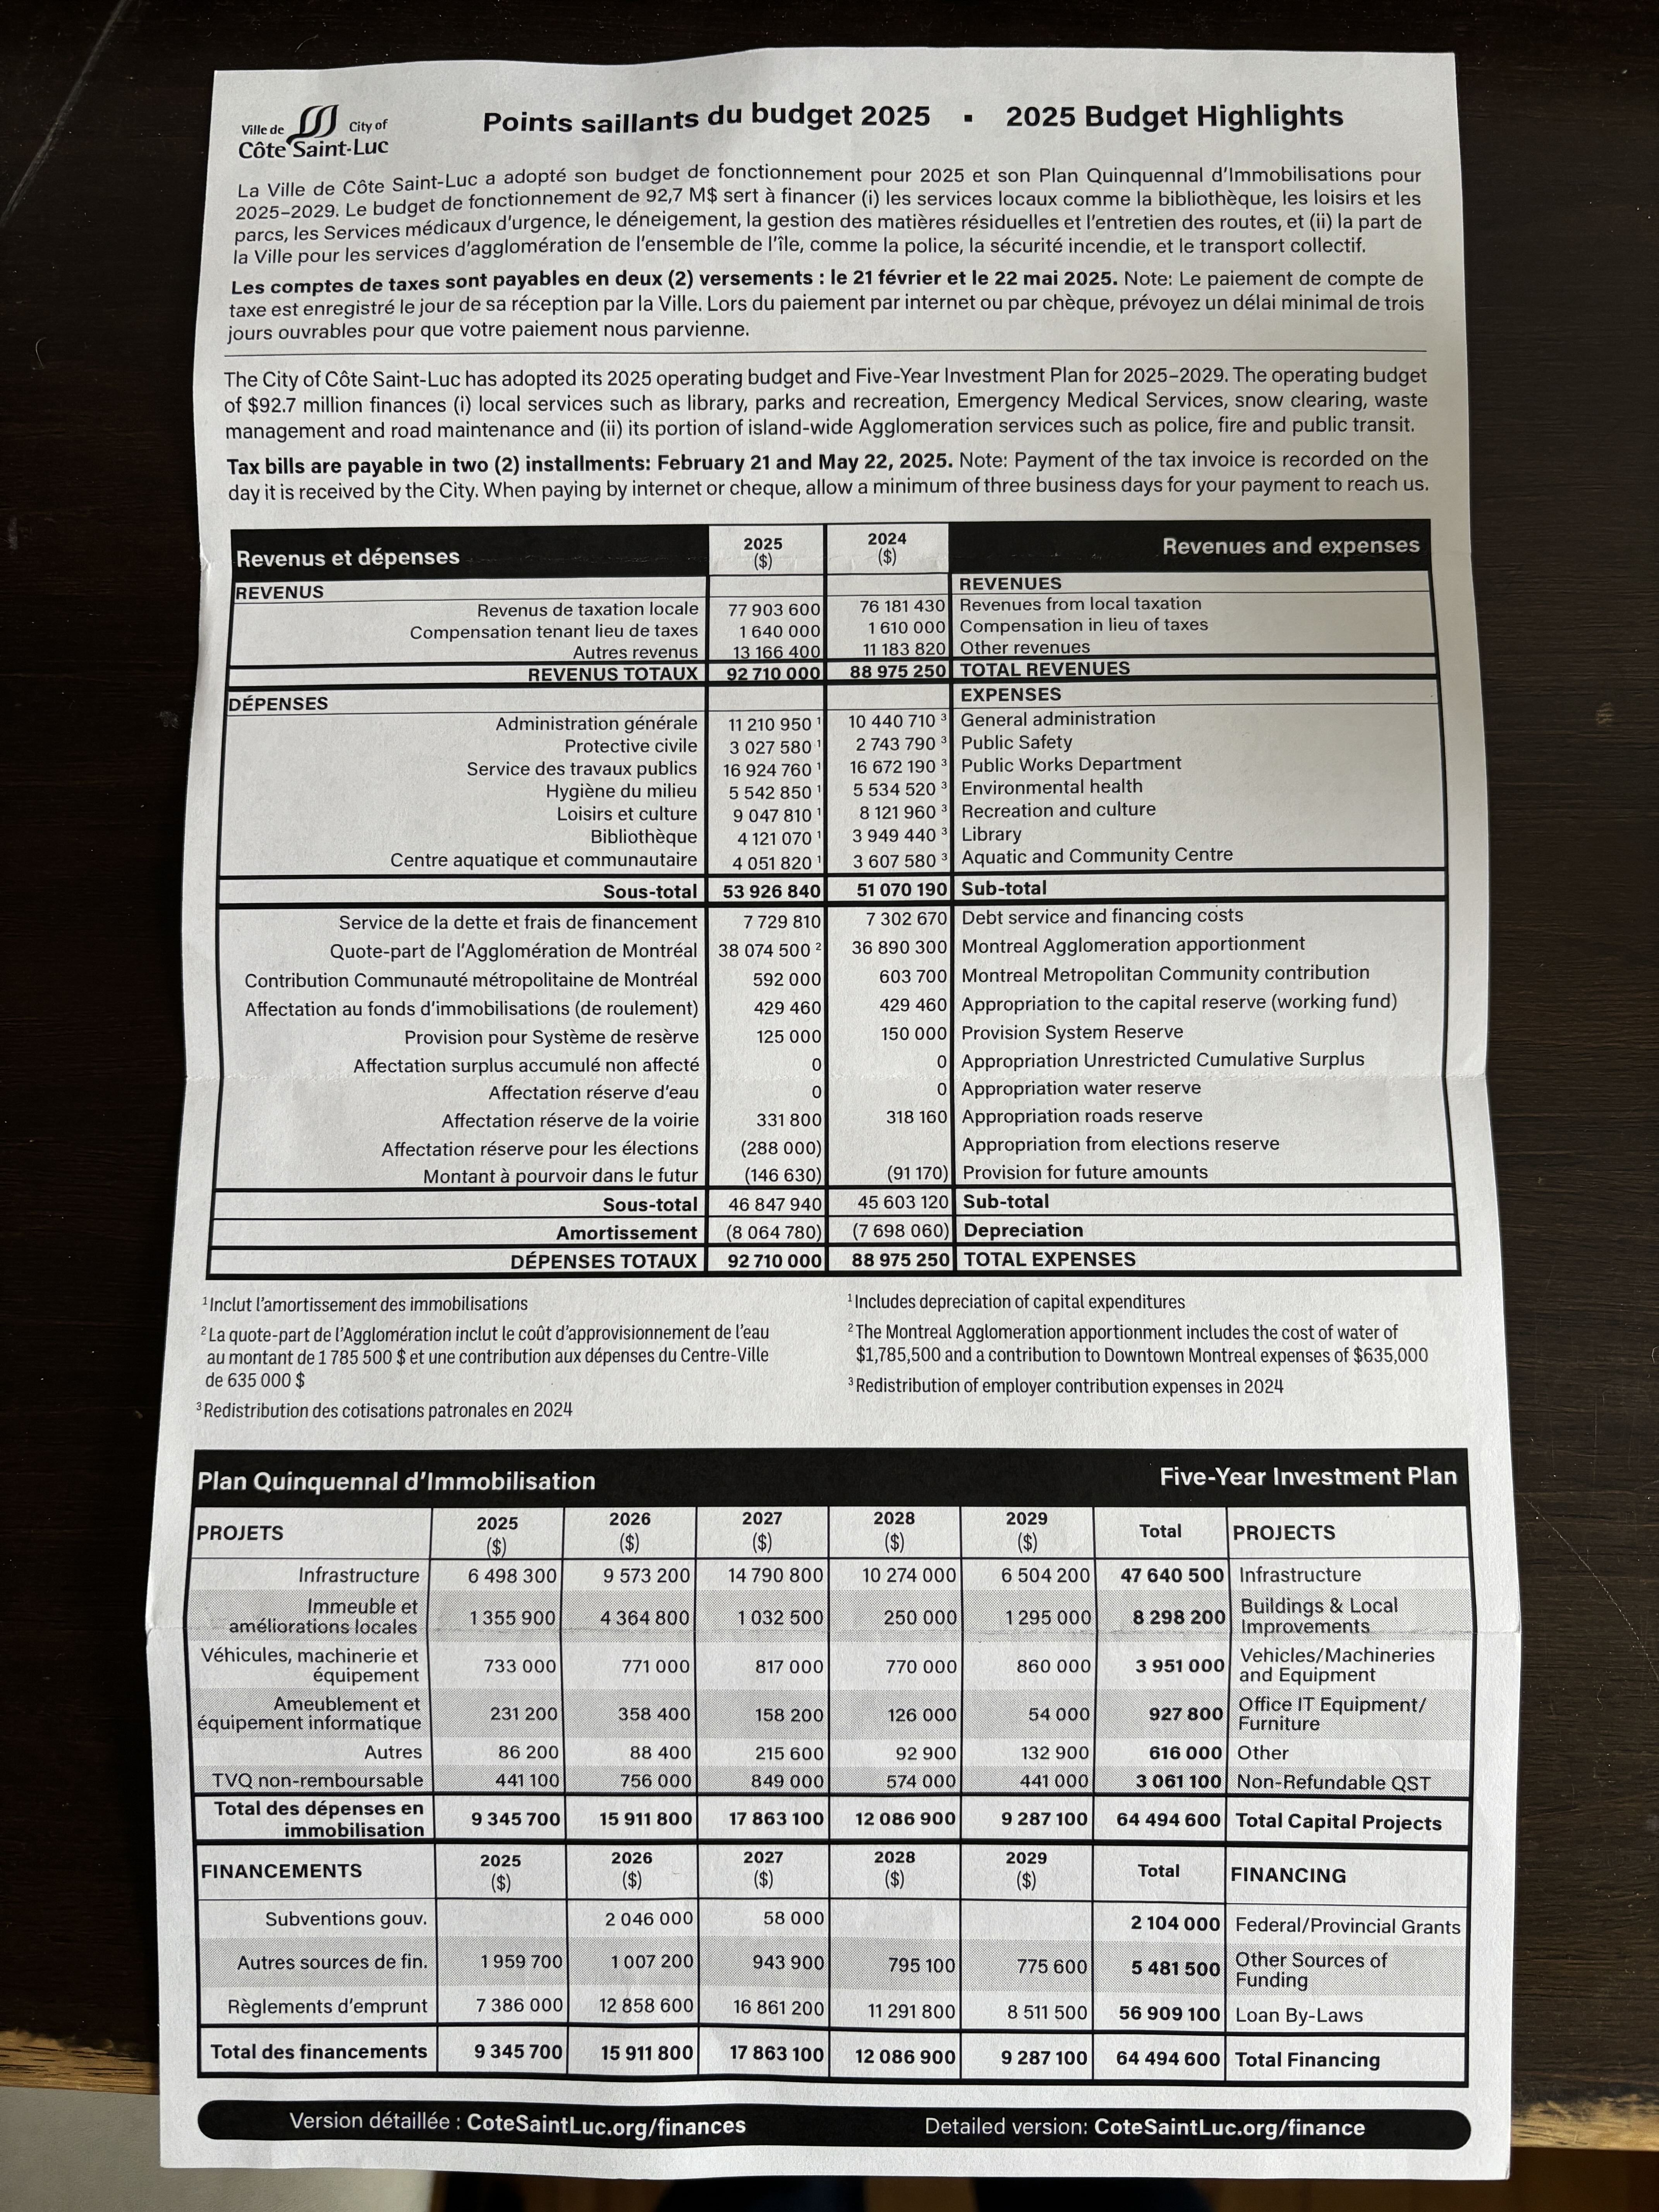 Ville de City of
Côte Saint-Luc
Points saillants du budget 2025 ▪ 2025 Budget Highlights
La Ville de Côte Saint-Luc a adopté son budget de fonctionnement pour 2025 et son Plan Quinquennal d’Immobilisations pour
2025–2029. Le budget de fonctionnement de 92,7 M$ sert à financer (i) les services locaux comme la bibliothèque, les loisirs et les
parcs, les Services médicaux d’urgence, le déneigement, la gestion des matières résiduelles et l’entretien des routes, et (ii) la part de
la Ville pour les services d’agglomération de l’ensemble de l’île, comme la police, la sécurité incendie, et le transport collectif.
Les comptes de taxes sont payables en deux (2) versements : le 21 février et le 22 mai 2025. Note: Le paiement de compte de
taxe est enregistré le jour de sa réception par la Ville. Lors du paiement par internet ou par chèque, prévoyez un délai minimal de trois
jours ouvrables pour que votre paiement nous parvienne.
The City of Côte Saint-Luc has adopted its 2025 operating budget and Five-Year Investment Plan for 2025–2029. The operating budget
of $92.7 million finances (i) local services such as library, parks and recreation, Emergency Medical Services, snow clearing, waste
management and road maintenance and (ii) its portion of island-wide Agglomeration services such as police, fire and public transit.
Tax bills are payable in two (2) installments: February 21 and May 22, 2025. Note: Payment of the tax invoice is recorded on the
day it is received by the City. When paying by internet or cheque, allow a minimum of three business days for your payment to reach us.
Revenus et dépenses 2025 ($) 2024 ($) Revenues and expenses
REVENUS REVENUES
Revenus de taxation locale 77 903 600 76 181 430 Revenues from local taxation
Compensation tenant lieu de taxes 1 640 000 1 610 000 Compensation in lieu of taxes
Autres revenus 13 166 400 11 183 820 Other revenues
REVENUS TOTAUX 92 710 000 88 975 250 TOTAL REVENUES
DÉPENSES EXPENSES
Administration générale 11 210 950 ¹ 10 440 710 ³ General administration
Protective civile 3 027 580 ¹ 2 743 790 ³ Public Safety
Service des travaux publics 16 924 760 ¹ 16 672 190 ³ Public Works Department
Hygiène du milieu 5 542 850 ¹ 5 534 520 ³ Environmental health
Loisirs et culture 9 047 810 ¹ 8 121 960 ³ Recreation and culture
Bibliothèque 4 121 070 ¹ 3 949 440 ³ Library
Centre aquatique et communautaire 4 051 820 ¹ 3 607 580 ³ Aquatic and Community Centre
Sous-total 53 926 840 51 070 190 Sub-total
Service de la dette et frais de financement 7 729 810 7 302 670 Debt service and financing costs
Quote-part de l’Agglomération de Montréal 38 074 500 ² 36 890 300 Montreal Agglomeration apportionment
Contribution Communauté métropolitaine de Montréal 592 000 603 700 Montreal Metropolitan Community contribution
Affectation au fonds d’immobilisations (de roulement) 429 460 429 460 Appropriation to the capital reserve (working fund)
Provision pour Système de resèrve 125 000 150 000 Provision System Reserve
Affectation surplus accumulé non affecté 0 0 Appropriation Unrestricted Cumulative Surplus
Affectation réserve d’eau 0 0 Appropriation water reserve
Affectation réserve de la voirie 331 800 318 160 Appropriation roads reserve
Affectation réserve pour les élections (288 000) Appropriation from elections reserve
Montant à pourvoir dans le futur (146 630) (91 170) Provision for future amounts
Sous-total 46 847 940 45 603 120 Sub-total
Amortissement (8 064 780) (7 698 060) Depreciation
DÉPENSES TOTAUX 92 710 000 88 975 250 TOTAL EXPENSES
¹ Inclut l’amortissement des immobilisations
² La quote-part de l’Agglomération inclut le coût d’approvisionnement de l’eau
au montant de 1 785 500 $ et une contribution aux dépenses du Centre-Ville
de 635 000 $
³ Redistribution des cotisations patronales en 2024
¹ Includes depreciation of capital expenditures
² The Montreal Agglomeration apportionment includes the cost of water of
$1,785,500 and a contribution to Downtown Montreal expenses of $635,000
³ Redistribution of employer contribution expenses in 2024
Plan Quinquennal d’Immobilisation Five-Year Investment Plan
PROJETS 2025 ($) 2026 ($) 2027 ($) 2028 ($) 2029 ($) Total PROJECTS
Infrastructure 6 498 300 9 573 200 14 790 800 10 274 000 6 504 200 47 640 500 Infrastructure
Immeuble et améliorations locales 1 355 900 4 364 800 1 032 500 250 000 1 295 000 8 298 200 Buildings & Local Improvements
Véhicules, machinerie et équipement 733 000 771 000 817 000 770 000 860 000 3 951 000 Vehicles/Machineries and Equipment
Ameublement et équipement informatique 231 200 358 400 158 200 126 000 54 000 927 800 Office IT Equipment/ Furniture
Autres 86 200 88 400 215 600 92 900 132 900 616 000 Other
TVQ non-remboursable 441 100 756 000 849 000 574 000 441 000 3 061 100 Non-Refundable QST
Total des dépenses en immobilisation 9 345 700 15 911 800 17 863 100 12 086 900 9 287 100 64 494 600 Total Capital Projects
FINANCEMENTS 2025 ($) 2026 ($) 2027 ($) 2028 ($) 2029 ($) Total FINANCING
Subventions gouv. 2 046 000 58 000 2 104 000 Federal/Provincial Grants
Autres sources de fin. 1 959 700 1 007 200 943 900 795 100 775 600 5 481 500 Other Sources of Funding
Règlements d’emprunt 7 386 000 12 858 600 16 861 200 11 291 800 8 511 500 56 909 100 Loan By-Laws
Total des financements 9 345 700 15 911 800 17 863 100 12 086 900 9 287 100 64 494 600 Total Financing
Version détaillée : CoteSaintLuc.org/finances Detailed version: CoteSaintLuc.org/finance